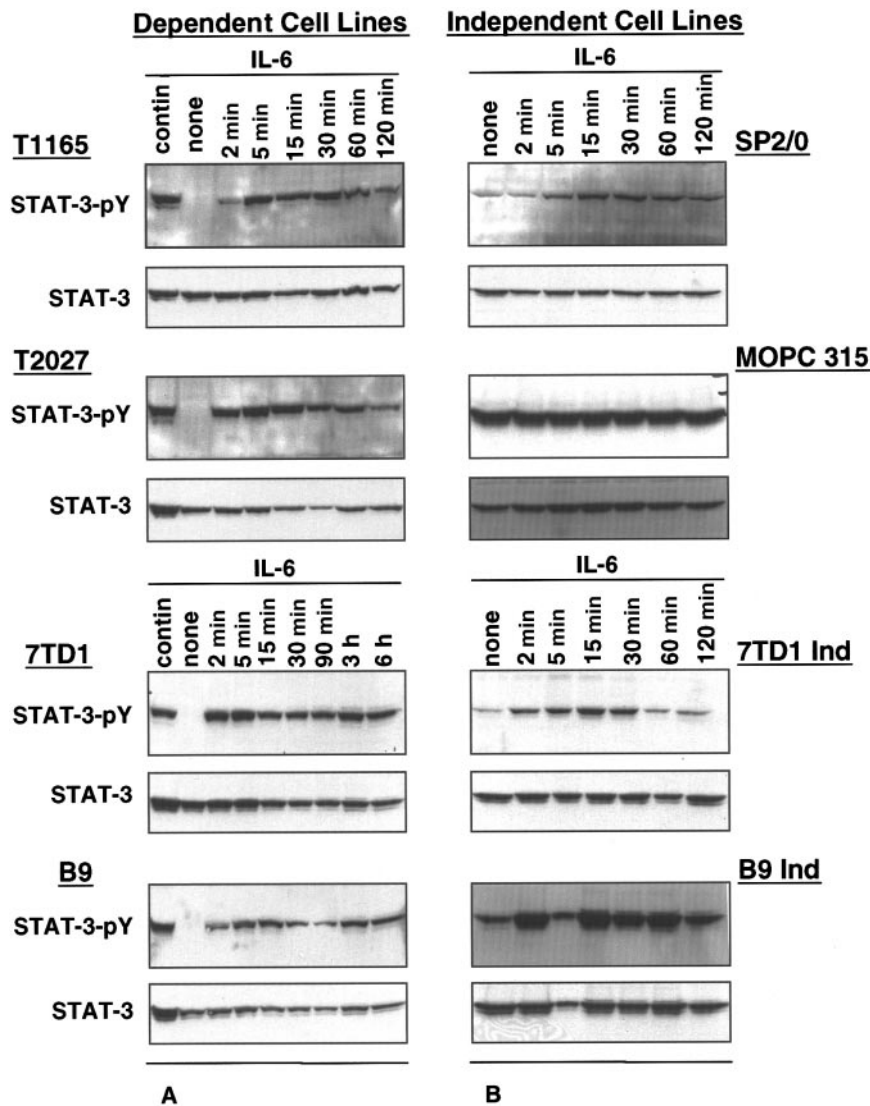 Dependent Cell Lines
Independent Cell Lines
IL-6
IL-6
contin
none
2 min
5 min
15 min
30 min
60 min
120 min
none
2 min
5 min
15 min
30 min
60 min
120 min
T1165
SP2/0
STAT-3-pY
STAT-3
T2027
MOPC 315
STAT-3-pY
STAT-3
IL-6
IL-6
contin
none
2 min
5 min
15 min
30 min
90 min
3 h
6 h
none
2 min
5 min
15 min
30 min
60 min
120 min
7TD1
7TD1 Ind
STAT-3-pY
STAT-3
B9
B9 Ind
STAT-3-pY
STAT-3
A
B